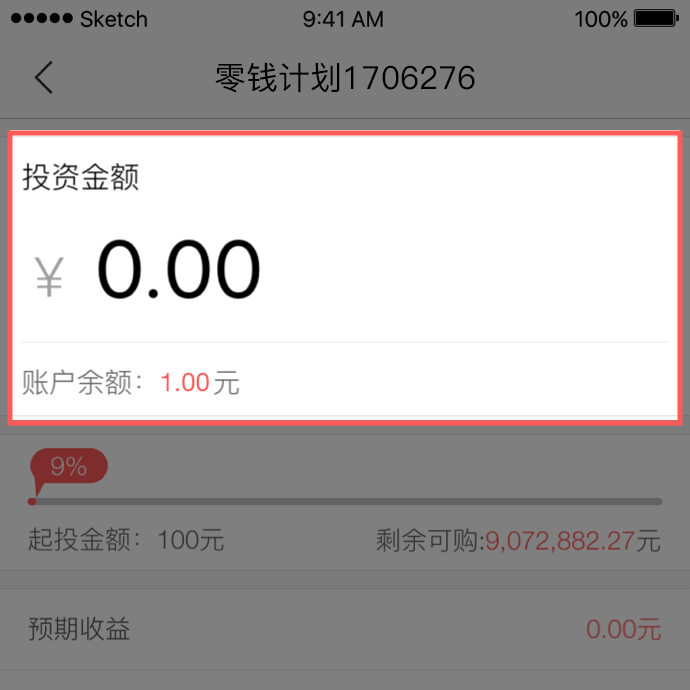 ●●●●● Sketch 9:41 AM 100%
零钱计划1706276
投资金额
￥ 0.00
账户余额：1.00元
9%
起投金额：100元 剩余可购:9,072,882.27元
预期收益 0.00元